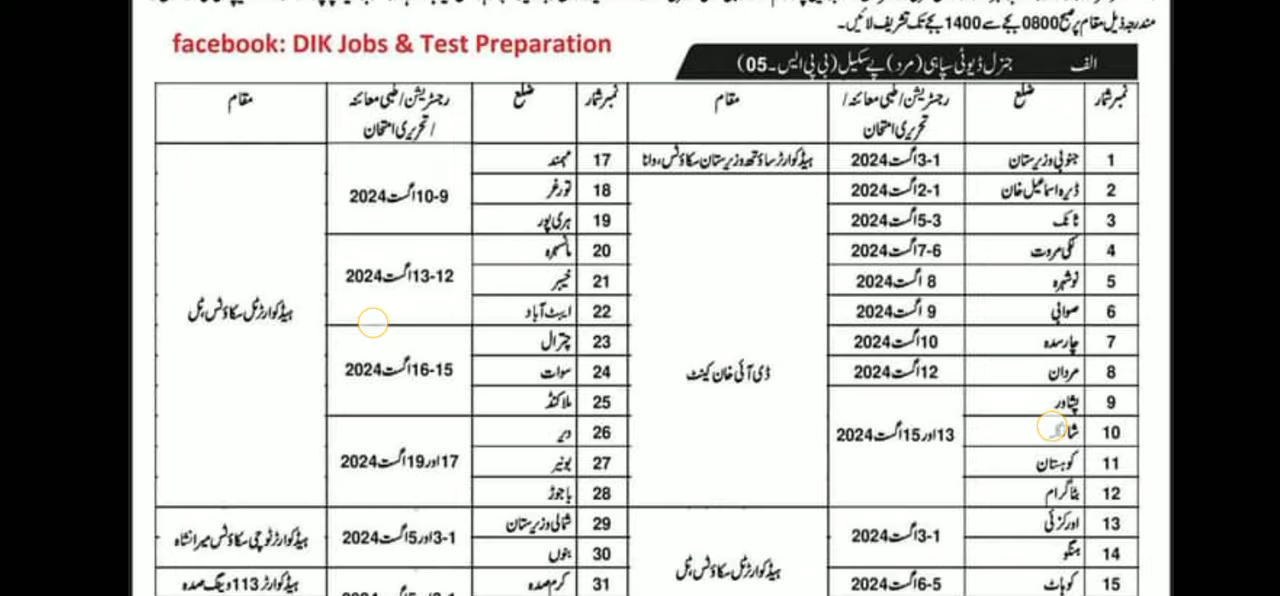 مندرجہ ذیل مقام پر صبح 0800 بجے سے 1400 بجے تک تشریف لائیں۔
facebook: DIK Jobs & Test Preparation
الف جنرل ڈیوٹی سپاہی (مرد) پے سکیل (بی پی ایس۔05)
نمبر شمار ضلع رجسٹریشن/طبی معائنہ/ تحریری امتحان مقام نمبر شمار ضلع رجسٹریشن/طبی معائنہ /تحریری امتحان مقام
1 جنوبی وزیرستان 1-3 اگست 2024 ہیڈ کوارٹر ساؤتھ وزیرستان سکاؤٹس، وانا 17 مہمند
2 ڈیرہ اسماعیل خان 1-2 اگست 2024 18 تورغر 9-10 اگست 2024
3 ٹانک 3-5 اگست 2024 19 ہری پور
4 لکی مروت 6-7 اگست 2024 20 مانسہرہ
5 نوشہرہ 8 اگست 2024 21 خیبر 12-13 اگست 2024
6 صوابی 9 اگست 2024 22 ایبٹ آباد ہیڈ کوارٹر ٹل سکاؤٹس، ٹل
7 چارسدہ 10 اگست 2024 23 چترال
8 مردان 12 اگست 2024 ڈی آئی خان کینٹ 24 سوات 15-16 اگست 2024
9 پشاور 25 ملاکنڈ
10 13 اور 15 اگست 2024 26 دیر
11 کوہستان 27 بونیر 17 اور 19 اگست 2024
12 بٹاگرام 28 باجوڑ
13 اورکزئی 1-3 اگست 2024 29 شمالی وزیرستان 1-3 اور 5 اگست 2024 ہیڈ کوارٹر ٹوچی سکاؤٹس میرانشاہ
14 ہنگو ہیڈ کوارٹر ٹل سکاؤٹس، ٹل 30 بنوں
15 کوہاٹ 5-6 اگست 2024 31 کرم صدہ ہیڈ کوارٹر 113 ونگ صدہ